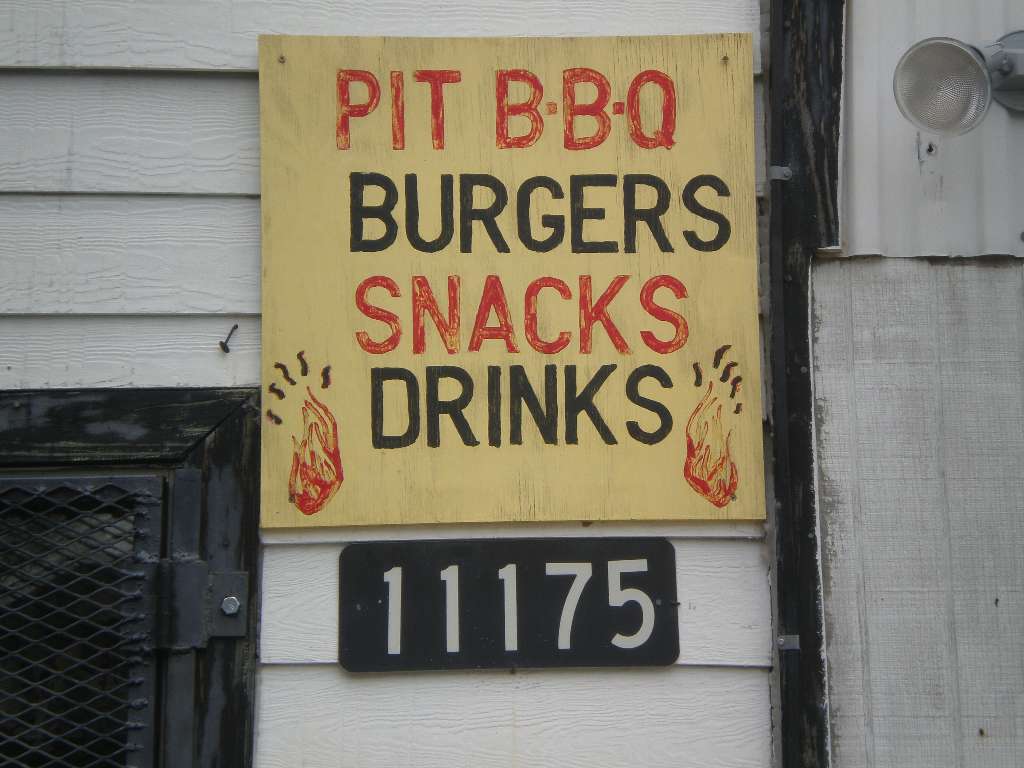 PIT B·B·Q
BURGERS
SNACKS
DRINKS
11175